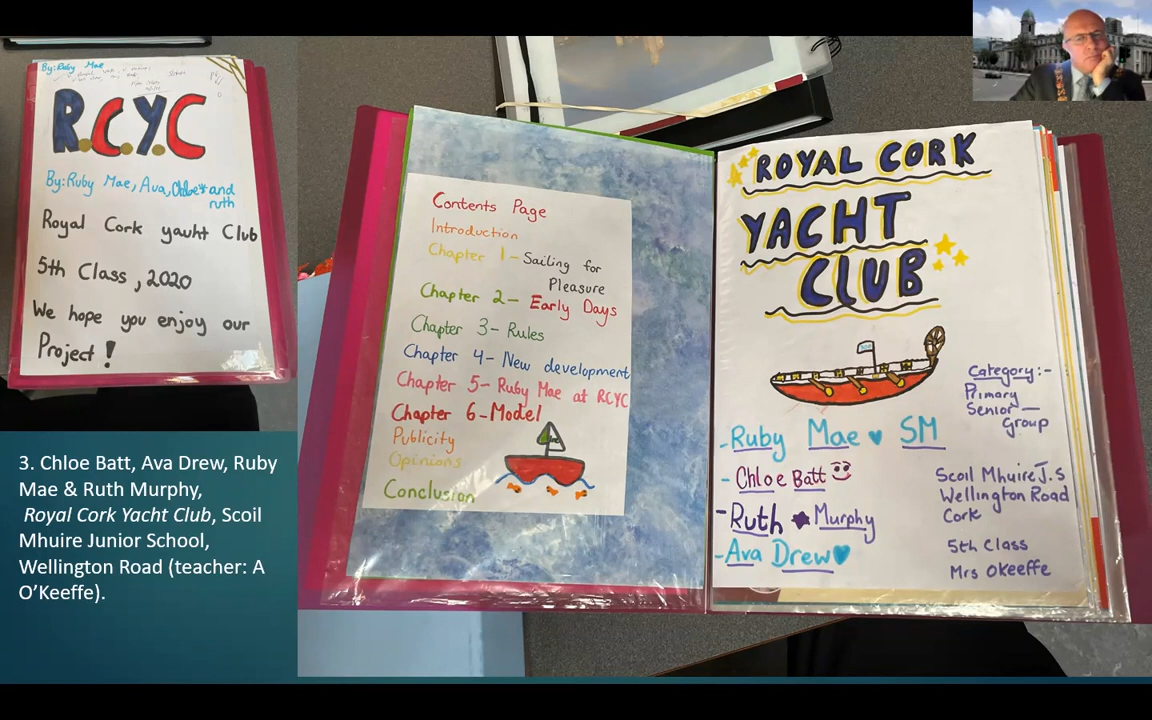 By: Ruby Mae
R.C.Y.C
By: Ruby Mae, Ava, Chloe and
ruth
Royal Cork yauht Club
5th Class, 2020
We hope you enjoy our
Project!
3. Chloe Batt, Ava Drew, Ruby
Mae & Ruth Murphy,
Royal Cork Yacht Club, Scoil
Mhuire Junior School,
Wellington Road (teacher: A
O’Keeffe).
Contents Page
Introduction
Chapter 1 - Sailing for
Pleasure
Chapter 2 - Early Days
Chapter 3 - Rules
Chapter 4 - New development
Chapter 5 - Ruby Mae at RCYC
Chapter 6 - Model
Publicity
Opinions
Conclusion
ROYAL CORK
YACHT
CLUB
Category:-
Primary
Senior —
Group
- Ruby Mae SM
- Chloe Batt
- Ruth Murphy
- Ava Drew
Scoil Mhuire J.S
Wellington Road
Cork
5th Class
Mrs Okeeffe